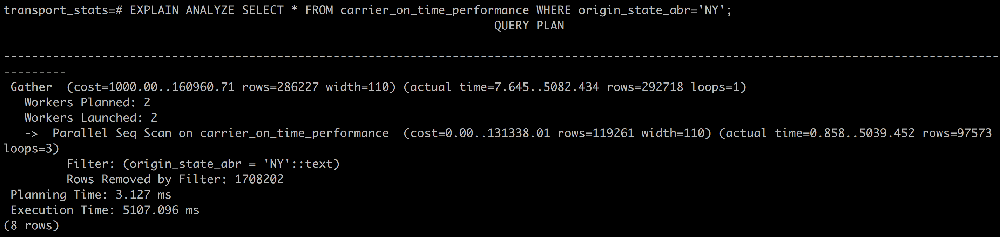 transport_stats=# EXPLAIN ANALYZE SELECT * FROM carrier_on_time_performance WHERE origin_state_abr='NY';
QUERY PLAN
----------------------------------------------------------------------------------------------------------------------------------------------
---------
Gather  (cost=1000.00..160960.71 rows=286227 width=110) (actual time=7.645..5082.434 rows=292718 loops=1)
Workers Planned: 2
Workers Launched: 2
->  Parallel Seq Scan on carrier_on_time_performance  (cost=0.00..131338.01 rows=119261 width=110) (actual time=0.858..5039.452 rows=97573
loops=3)
Filter: (origin_state_abr = 'NY'::text)
Rows Removed by Filter: 1708202
Planning Time: 3.127 ms
Execution Time: 5107.096 ms
(8 rows)